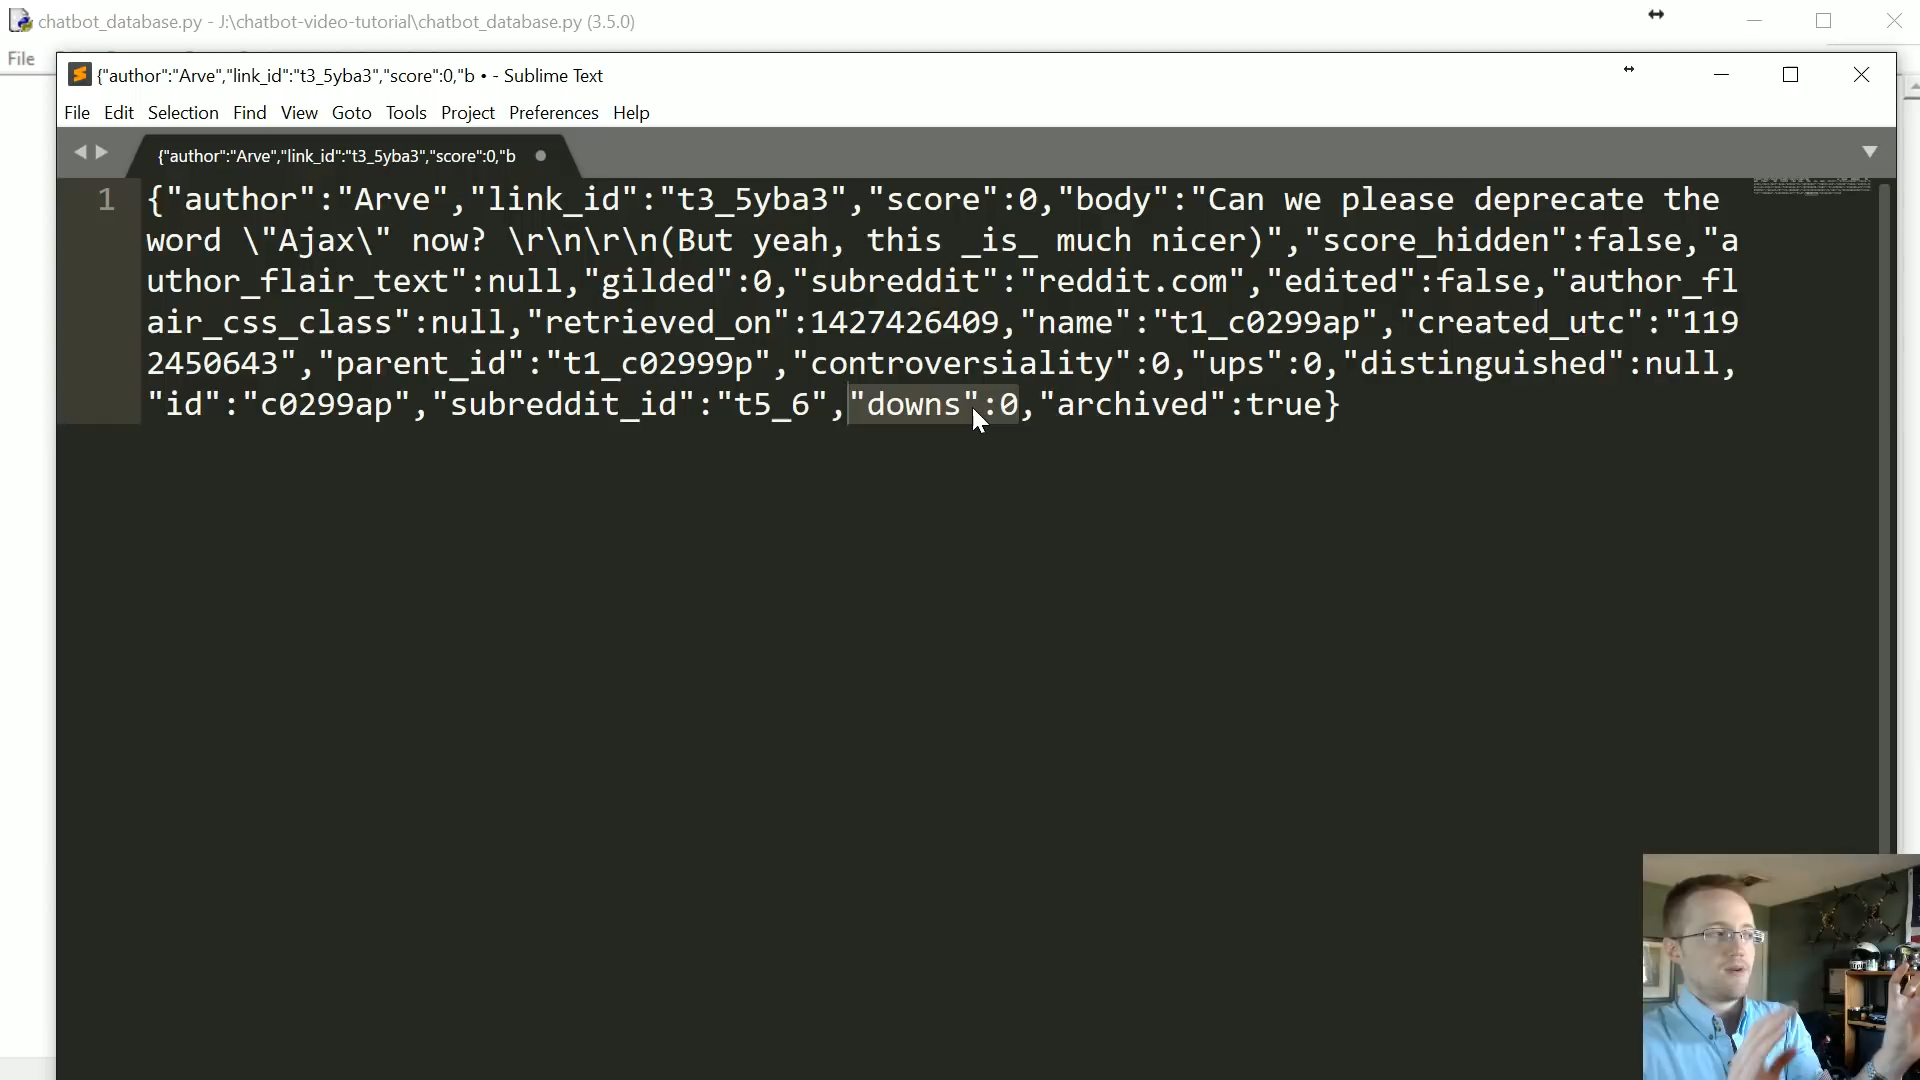 chatbot_database.py - J:\chatbot-video-tutorial\chatbot_database.py (3.5.0)
File
{"author":"Arve","link_id":"t3_5yba3","score":0,"b • - Sublime Text
File Edit Selection Find View Goto Tools Project Preferences Help
{"author":"Arve","link_id":"t3_5yba3","score":0,"b
1 {"author":"Arve","link_id":"t3_5yba3","score":0,"body":"Can we please deprecate the
word \"Ajax\" now? \r\n\r\n(But yeah, this _is_ much nicer)","score_hidden":false,"a
uthor_flair_text":null,"gilded":0,"subreddit":"reddit.com","edited":false,"author_fl
air_css_class":null,"retrieved_on":1427426409,"name":"t1_c0299ap","created_utc":"119
2450643","parent_id":"t1_c02999p","controversiality":0,"ups":0,"distinguished":null,
"id":"c0299ap","subreddit_id":"t5_6","downs":0,"archived":true}